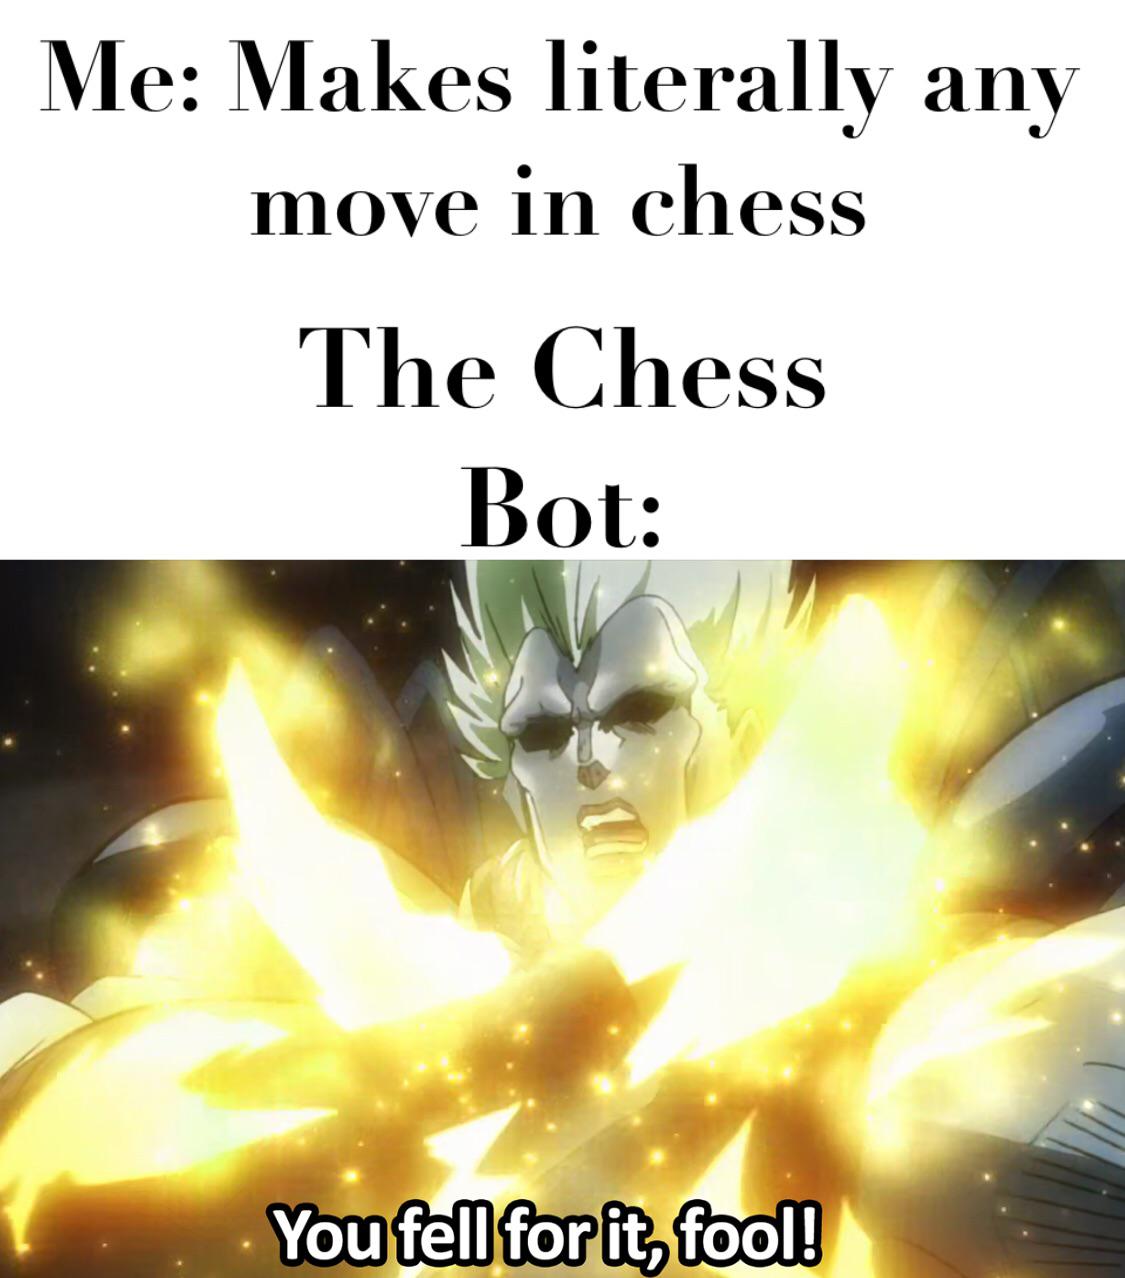 Me: Makes literally any
move in chess
The Chess
Bot:
You fell for it, fool!